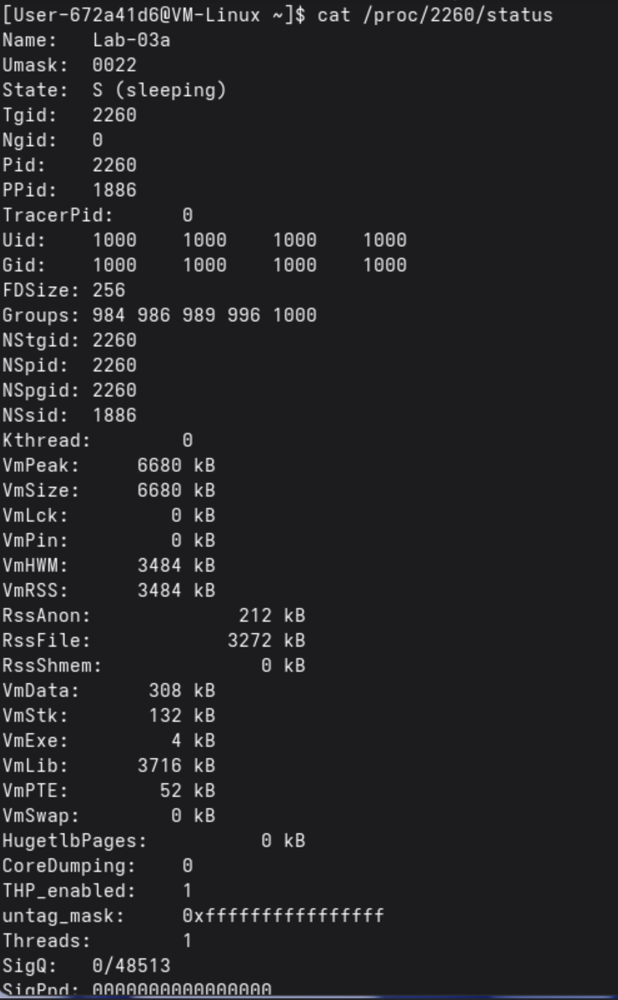 [User-672a41d6@VM-Linux ~]$ cat /proc/2260/status
Name:	Lab-03a
Umask:	0022
State:	S (sleeping)
Tgid:	2260
Ngid:	0
Pid:	2260
PPid:	1886
TracerPid:	0
Uid:	1000	1000	1000	1000
Gid:	1000	1000	1000	1000
FDSize:	256
Groups:	984 986 989 996 1000
NStgid:	2260
NSpid:	2260
NSpgid:	2260
NSsid:	1886
Kthread:	0
VmPeak:	    6680 kB
VmSize:	    6680 kB
VmLck:	       0 kB
VmPin:	       0 kB
VmHWM:	    3484 kB
VmRSS:	    3484 kB
RssAnon:	     212 kB
RssFile:	    3272 kB
RssShmem:	       0 kB
VmData:	     308 kB
VmStk:	     132 kB
VmExe:	       4 kB
VmLib:	    3716 kB
VmPTE:	      52 kB
VmSwap:	       0 kB
HugetlbPages:	       0 kB
CoreDumping:	0
THP_enabled:	1
untag_mask:	0xffffffffffffffff
Threads:	1
SigQ:	0/48513
SigPnd:	0000000000000000